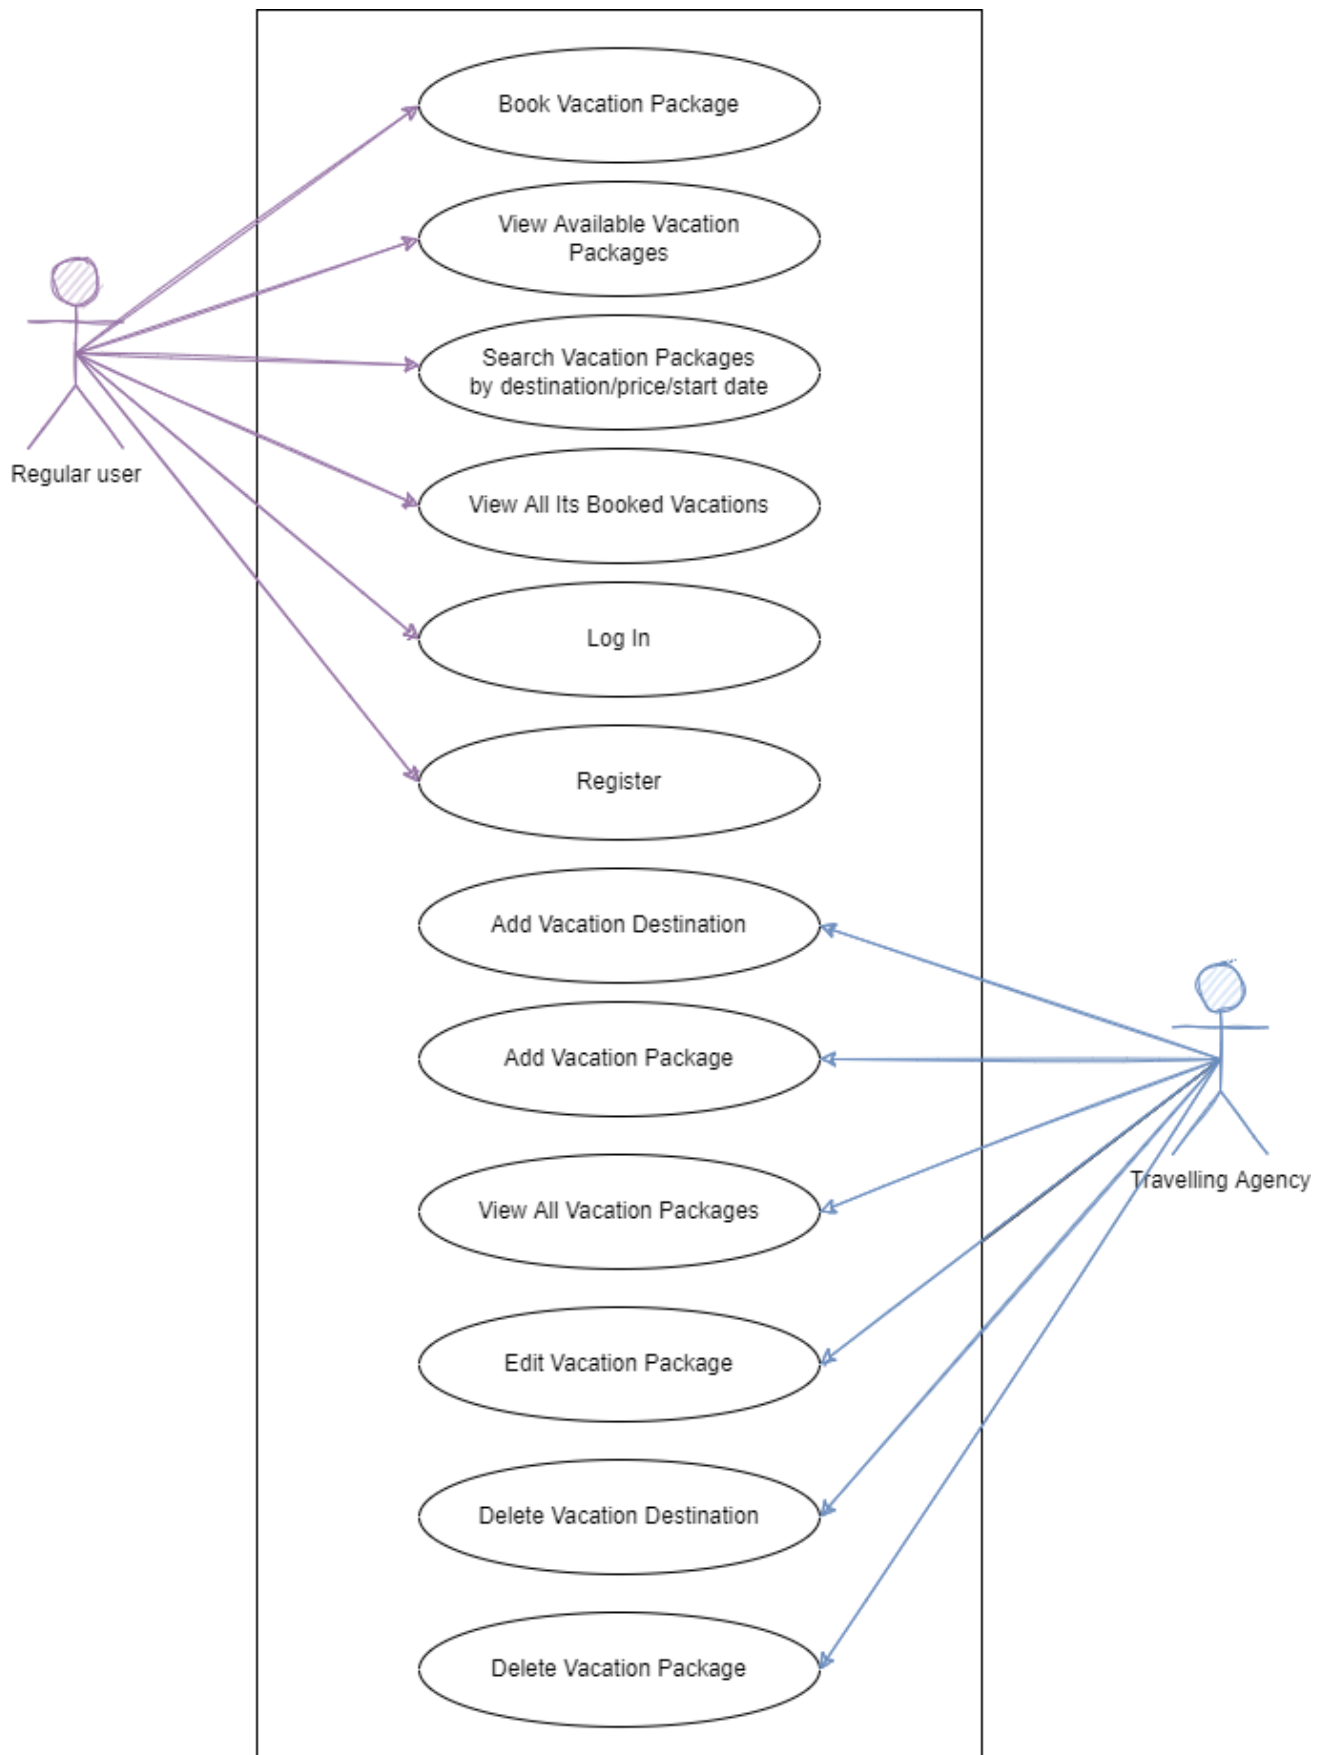 Book Vacation Package
View Available Vacation
Packages
Search Vacation Packages
by destination/price/start date
Regular user
View All Its Booked Vacations
Log In
Register
Add Vacation Destination
Add Vacation Package
Travelling Agency
View All Vacation Packages
Edit Vacation Package
Delete Vacation Destination
Delete Vacation Package